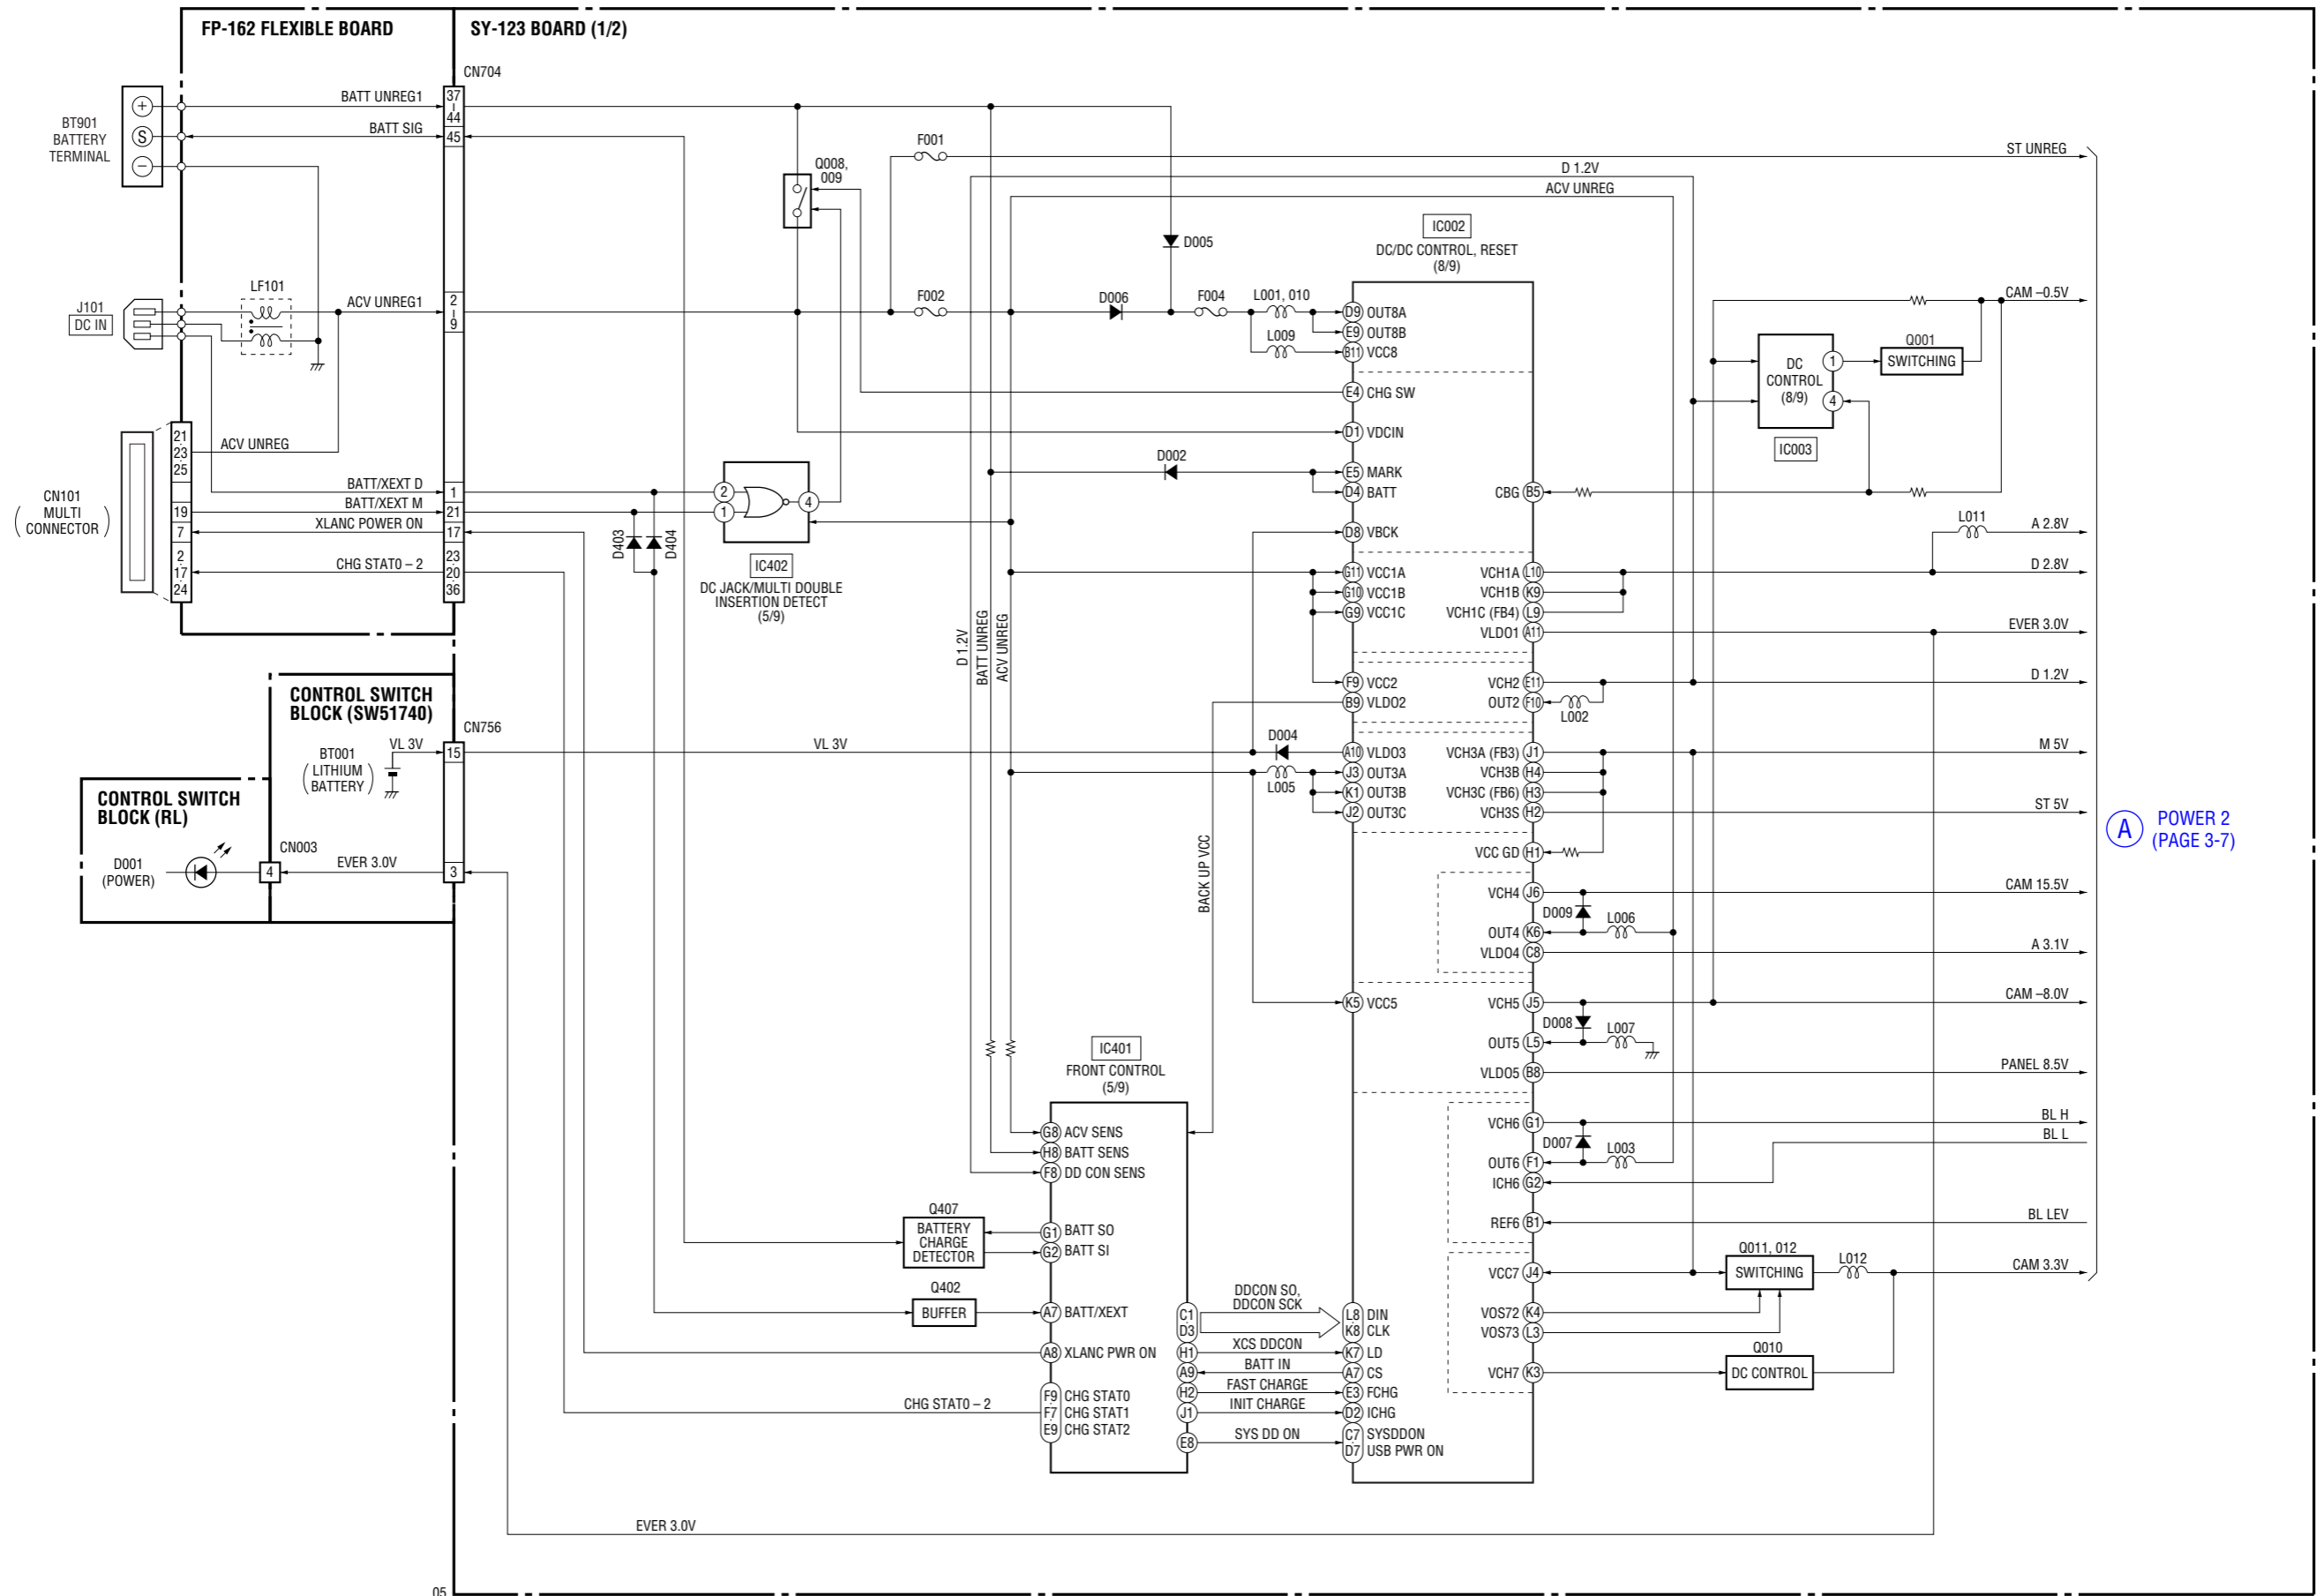 FP-162 FLEXIBLE BOARD
SY-123 BOARD (1/2)
CN704
BT901
BATTERY
TERMINAL
+
S
−
BATT UNREG1
BATT SIG
37
44
45
J101
DC IN
LF101
ACV UNREG1
2
9
CN101
MULTI
CONNECTOR
21
23
25
19
7
2
17
24
ACV UNREG
BATT/XEXT D
BATT/XEXT M
XLANC POWER ON
CHG STAT0 – 2
1
21
17
23
20
36
CONTROL SWITCH
BLOCK (SW51740)
CN756
BT001
LITHIUM
BATTERY
VL 3V
15
CONTROL SWITCH
BLOCK (RL)
D001
(POWER)
CN003
4
EVER 3.0V
3
Q008,
009
F001
F002
D005
D006
F004
L001, 010
L009
ST UNREG
D 1.2V
ACV UNREG
IC002
DC/DC CONTROL, RESET
(8/9)
D9 OUT8A
E9 OUT8B
B11 VCC8
E4 CHG SW
D1 VDCIN
D002
E5 MARK
D4 BATT
D8 VBCK
G11 VCC1A
G10 VCC1B
G9 VCC1C
F9 VCC2
B9 VLDO2
D004
A10 VLDO3
L005
J3 OUT3A
K1 OUT3B
J2 OUT3C
K5 VCC5
L8 DIN
K8 CLK
K7 LD
A7 CS
E3 FCHG
D2 ICHG
C7 SYSDDON
D7 USB PWR ON
CBG B5
VCH1A L10
VCH1B K9
VCH1C (FB4) L9
VLDO1 A11
VCH2 E11
OUT2 F10
L002
VCH3A (FB3) J1
VCH3B H4
VCH3C (FB6) H3
VCH3S H2
VCC GD H1
VCH4 J6
D009
L006
OUT4 K6
VLDO4 C8
VCH5 J5
D008
L007
OUT5 L5
VLDO5 B8
VCH6 G1
D007
L003
OUT6 F1
ICH6 G2
REF6 B1
VCC7 J4
VOS72 K4
VOS73 L3
VCH7 K3
DC
CONTROL
(8/9)
1
4
IC003
Q001
SWITCHING
L011
Q011, 012
SWITCHING
L012
Q010
DC CONTROL
CAM –0.5V
A 2.8V
D 2.8V
EVER 3.0V
D 1.2V
M 5V
ST 5V
CAM 15.5V
A 3.1V
CAM –8.0V
PANEL 8.5V
BL H
BL L
BL LEV
CAM 3.3V
A
POWER 2
(PAGE 3-7)
2
1
4
D403
D404
IC402
DC JACK/MULTI DOUBLE
INSERTION DETECT
(5/9)
D 1.2V
BATT UNREG
ACV UNREG
VL 3V
BACK UP VCC
IC401
FRONT CONTROL
(5/9)
G8 ACV SENS
H8 BATT SENS
F8 DD CON SENS
Q407
BATTERY
CHARGE
DETECTOR
G1 BATT SO
G2 BATT SI
Q402
BUFFER
A7 BATT/XEXT
A8 XLANC PWR ON
CHG STAT0 – 2
F9 CHG STAT0
F7 CHG STAT1
E9 CHG STAT2
C1
D3
H1
A9
H2
J1
E8
DDCON SO,
DDCON SCK
XCS DDCON
BATT IN
FAST CHARGE
INIT CHARGE
SYS DD ON
EVER 3.0V
05